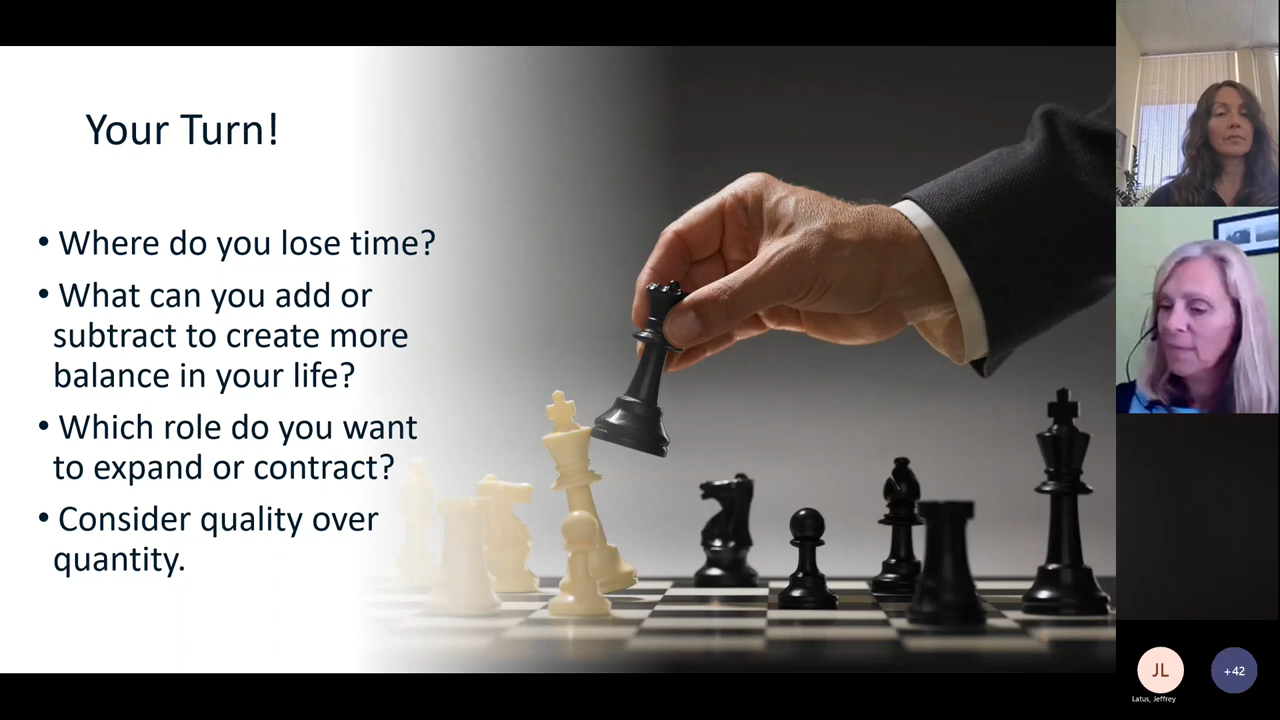 Your Turn!
• Where do you lose time?
• What can you add or
subtract to create more
balance in your life?
• Which role do you want
to expand or contract?
• Consider quality over
quantity.
JL
+42
Latus, Jeffrey